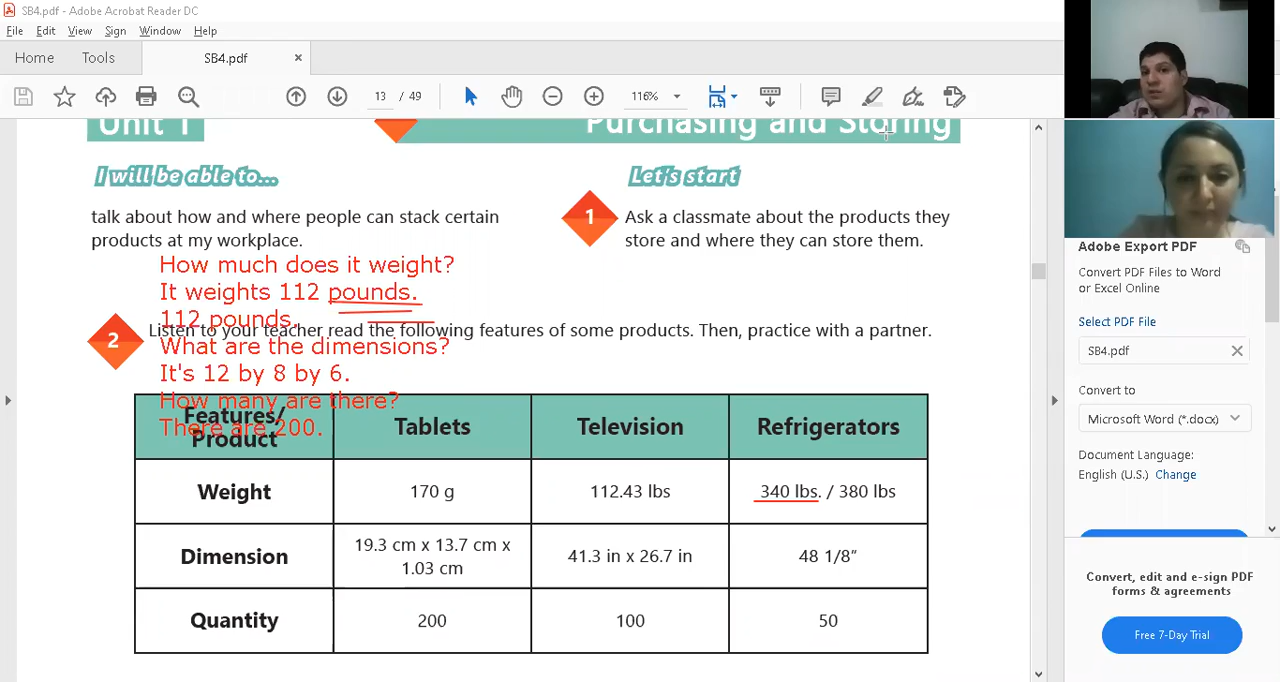 SB4.pdf - Adobe Acrobat Reader DC
File Edit View Sign Window Help
Home Tools SB4.pdf ×
13 / 49 116%
Unit 1 Purchasing and Storing
I will be able to...
talk about how and where people can stack certain
products at my workplace.
Let's start
1 Ask a classmate about the products they
store and where they can store them.
How much does it weight?
It weights 112 pounds.
112 pounds.
2 Listen to your teacher read the following features of some products. Then, practice with a partner.
What are the dimensions?
It's 12 by 8 by 6.
How many are there?
There are 200.
Features/
Product Tablets Television Refrigerators
Weight 170 g 112.43 lbs 340 lbs. / 380 lbs
Dimension 19.3 cm x 13.7 cm x
1.03 cm 41.3 in x 26.7 in 48 1/8”
Quantity 200 100 50
Adobe Export PDF
Convert PDF Files to Word
or Excel Online
Select PDF File
SB4.pdf
Convert to
Microsoft Word (*.docx)
Document Language:
English (U.S.) Change
Convert, edit and e-sign PDF
forms & agreements
Free 7-Day Trial